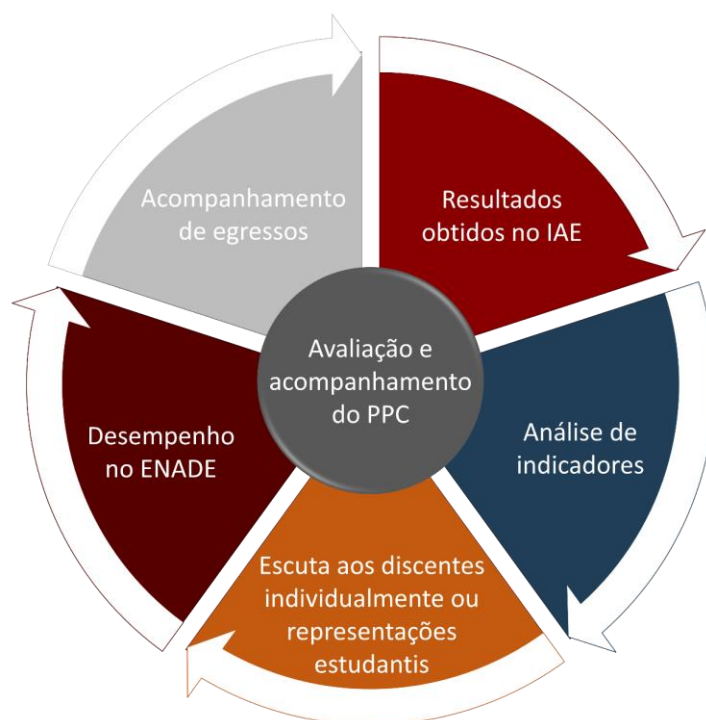 Acompanhamento
de egressos
Resultados
obtidos no IAE
Avaliação e
acompanhamento
do PPC
Desempenho
no ENADE
Análise de
indicadores
Escuta aos discentes
individualmente ou
representações
estudantis